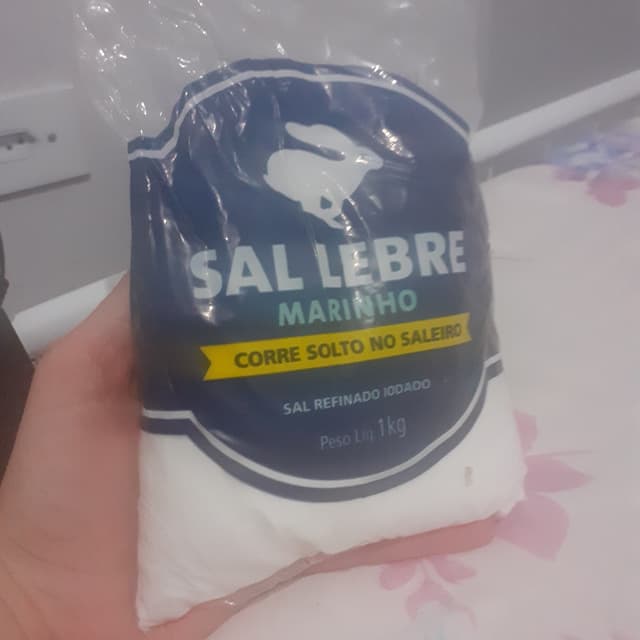 SAL LEBRE
MARINHO
CORRE SOLTO NO SALEIRO
SAL REFINADO IODADO
Peso Líq. 1kg